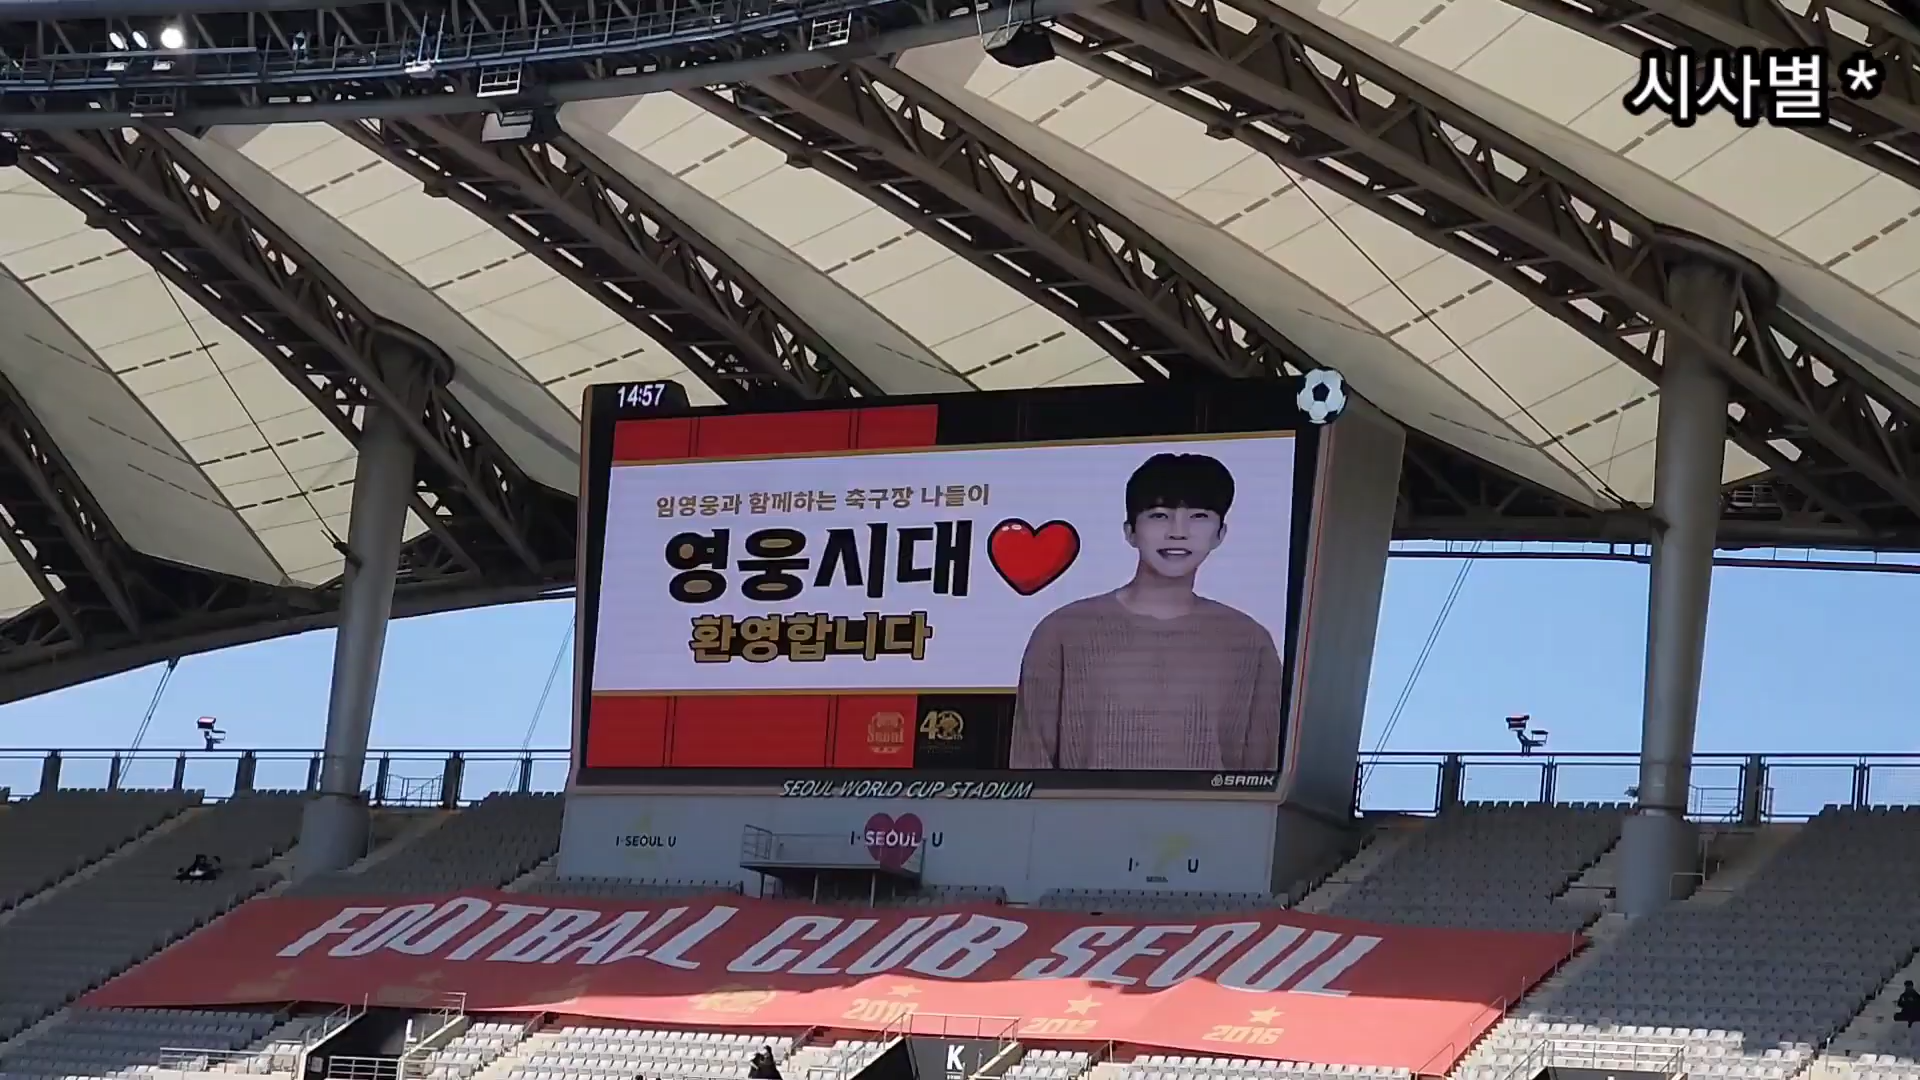 시사별 *
14:57
임영웅과 함께하는 축구장 나들이
영웅시대
환영합니다
40th
SEOUL WORLD CUP STADIUM
SAMIK
I·SEOUL·U
I·SEOUL·U
I· U
FOOTBALL CLUB SEOUL
2010
2012
2016
L
K